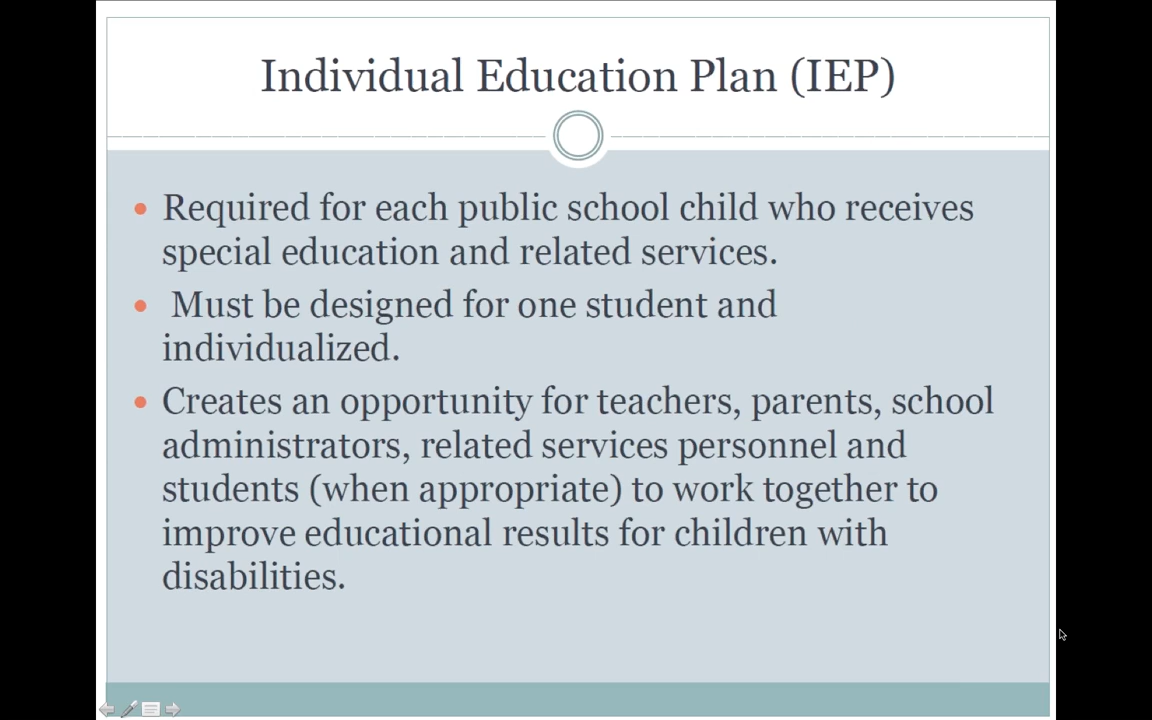 Individual Education Plan (IEP)
• Required for each public school child who receives
special education and related services.
• Must be designed for one student and
individualized.
• Creates an opportunity for teachers, parents, school
administrators, related services personnel and
students (when appropriate) to work together to
improve educational results for children with
disabilities.